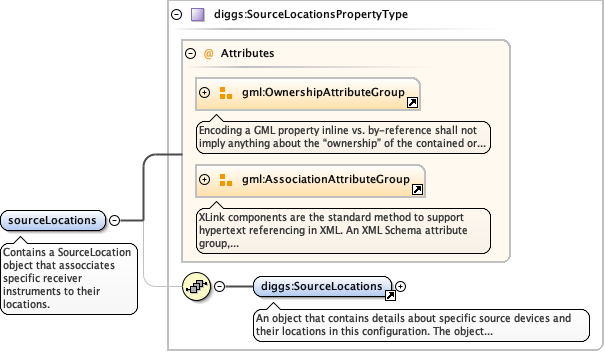 diggs:SourceLocationsPropertyType
@ Attributes
gml:OwnershipAttributeGroup
Encoding a GML property inline vs. by-reference shall not
imply anything about the “ownership” of the contained or...
gml:AssociationAttributeGroup
XLink components are the standard method to support
hypertext referencing in XML. An XML Schema attribute
group,...
sourceLocations
Contains a SourceLocation
object that assocciates
specific receiver
instruments to their
locations.
diggs:SourceLocations
An object that contains details about specific source devices and
their locations in this configuration. The object...